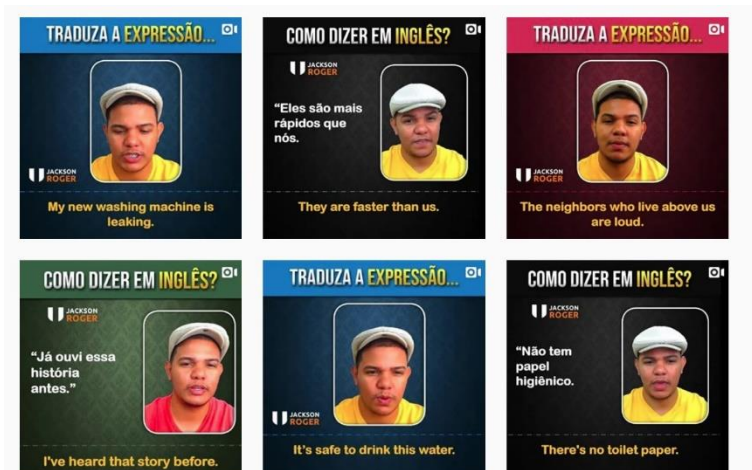 TRADUZA A EXPRESSÃO...
JACKSON
ROGER
My new washing machine is
leaking.
COMO DIZER EM INGLÊS?
JACKSON
ROGER
"Eles são mais
rápidos que
nós.
They are faster than us.
TRADUZA A EXPRESSÃO...
JACKSON
ROGER
The neighbors who live above us
are loud.
COMO DIZER EM INGLÊS?
JACKSON
ROGER
"Já ouvi essa
história
antes."
I've heard that story before.
TRADUZA A EXPRESSÃO...
JACKSON
ROGER
It's safe to drink this water.
COMO DIZER EM INGLÊS?
JACKSON
ROGER
"Não tem
papel
higiênico.
There's no toilet paper.